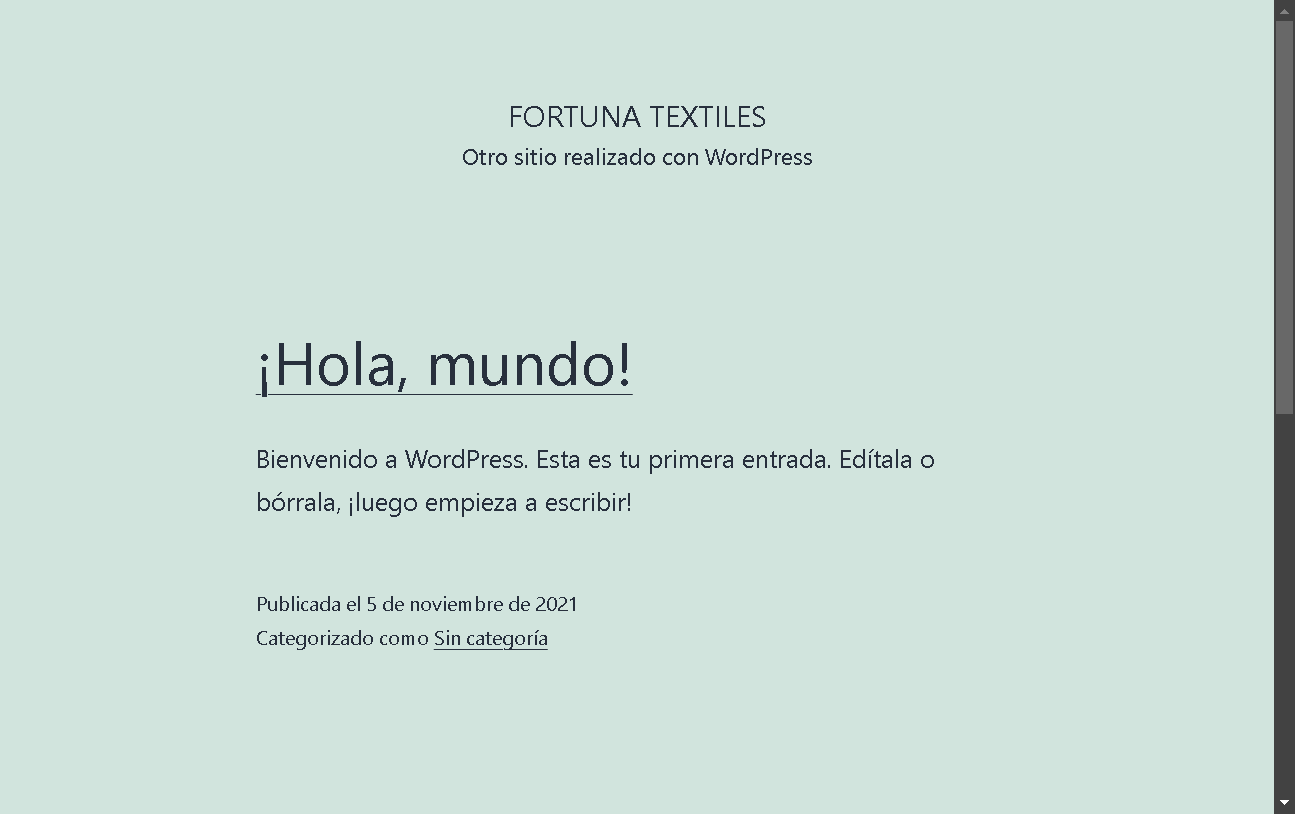 FORTUNA TEXTILES
Otro sitio realizado con WordPress
¡Hola, mundo!
Bienvenido a WordPress. Esta es tu primera entrada. Edítala o
bórrala, ¡luego empieza a escribir!
Publicada el 5 de noviembre de 2021
Categorizado como Sin categoría